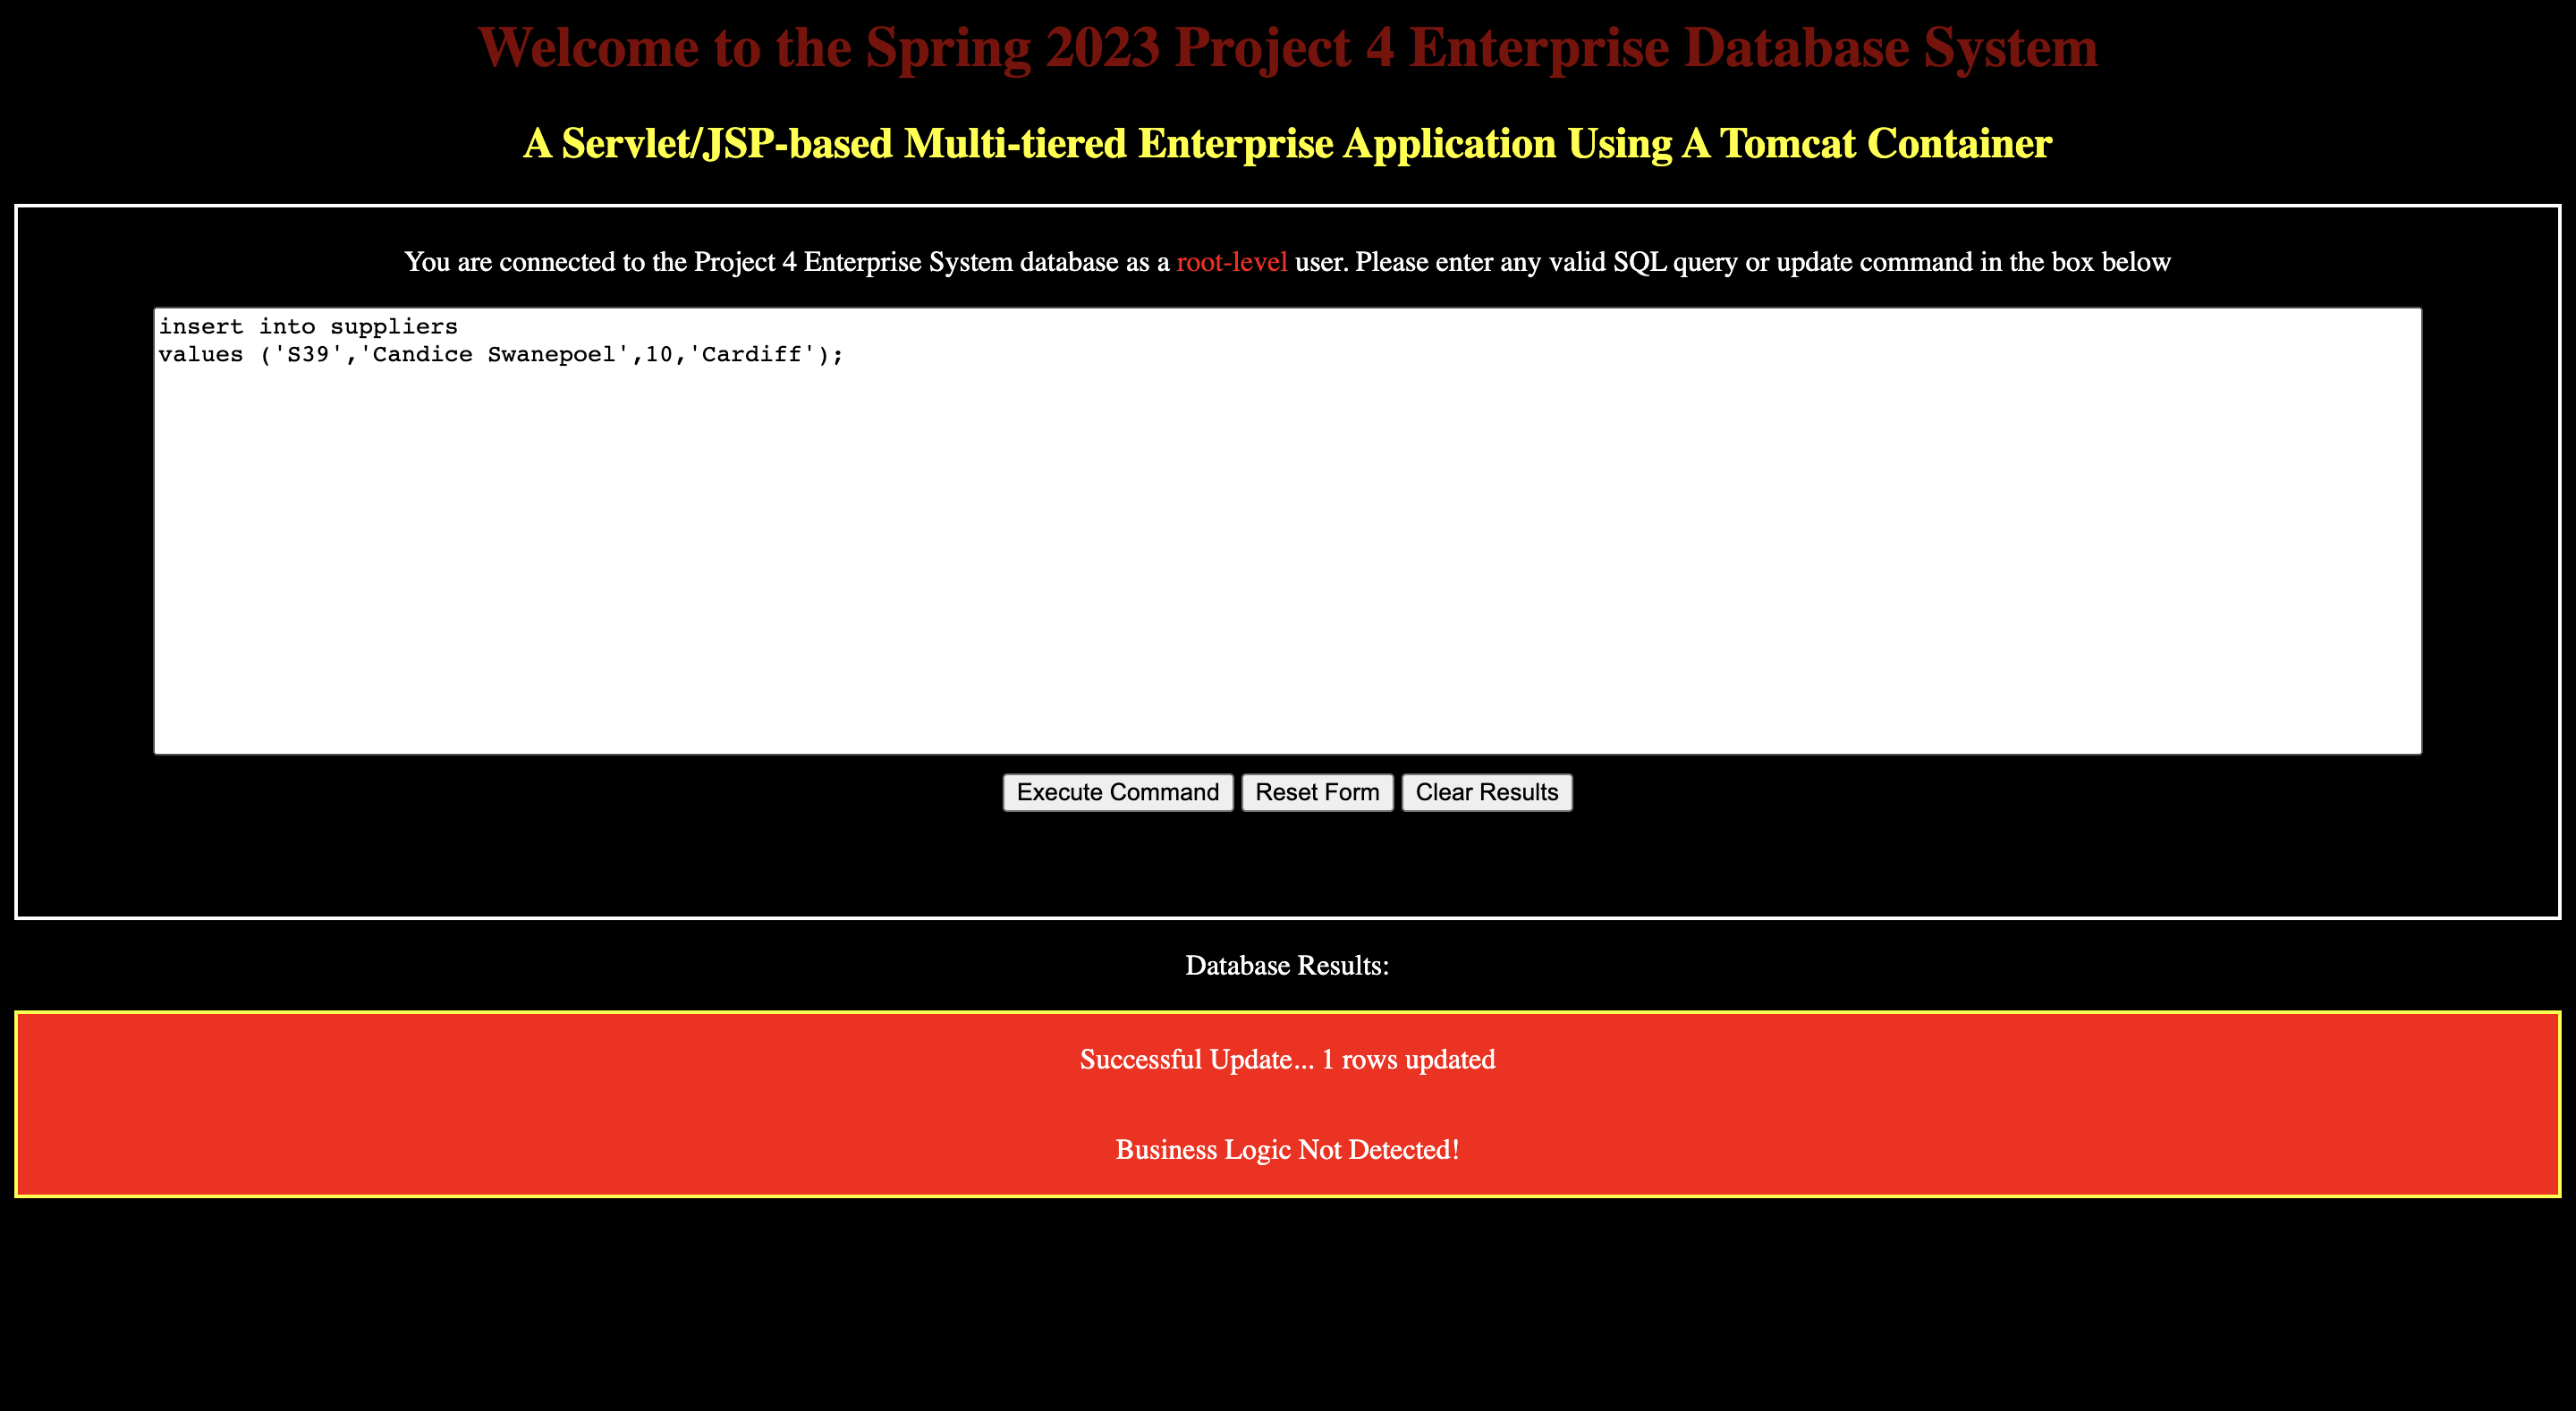 Welcome to the Spring 2023 Project 4 Enterprise Database System
A Servlet/JSP-based Multi-tiered Enterprise Application Using A Tomcat Container
You are connected to the Project 4 Enterprise System database as a root-level user. Please enter any valid SQL query or update command in the box below
insert into suppliers
values ('S39','Candice Swanepoel',10,'Cardiff');
Execute Command Reset Form Clear Results
Database Results:
Successful Update... 1 rows updated
Business Logic Not Detected!